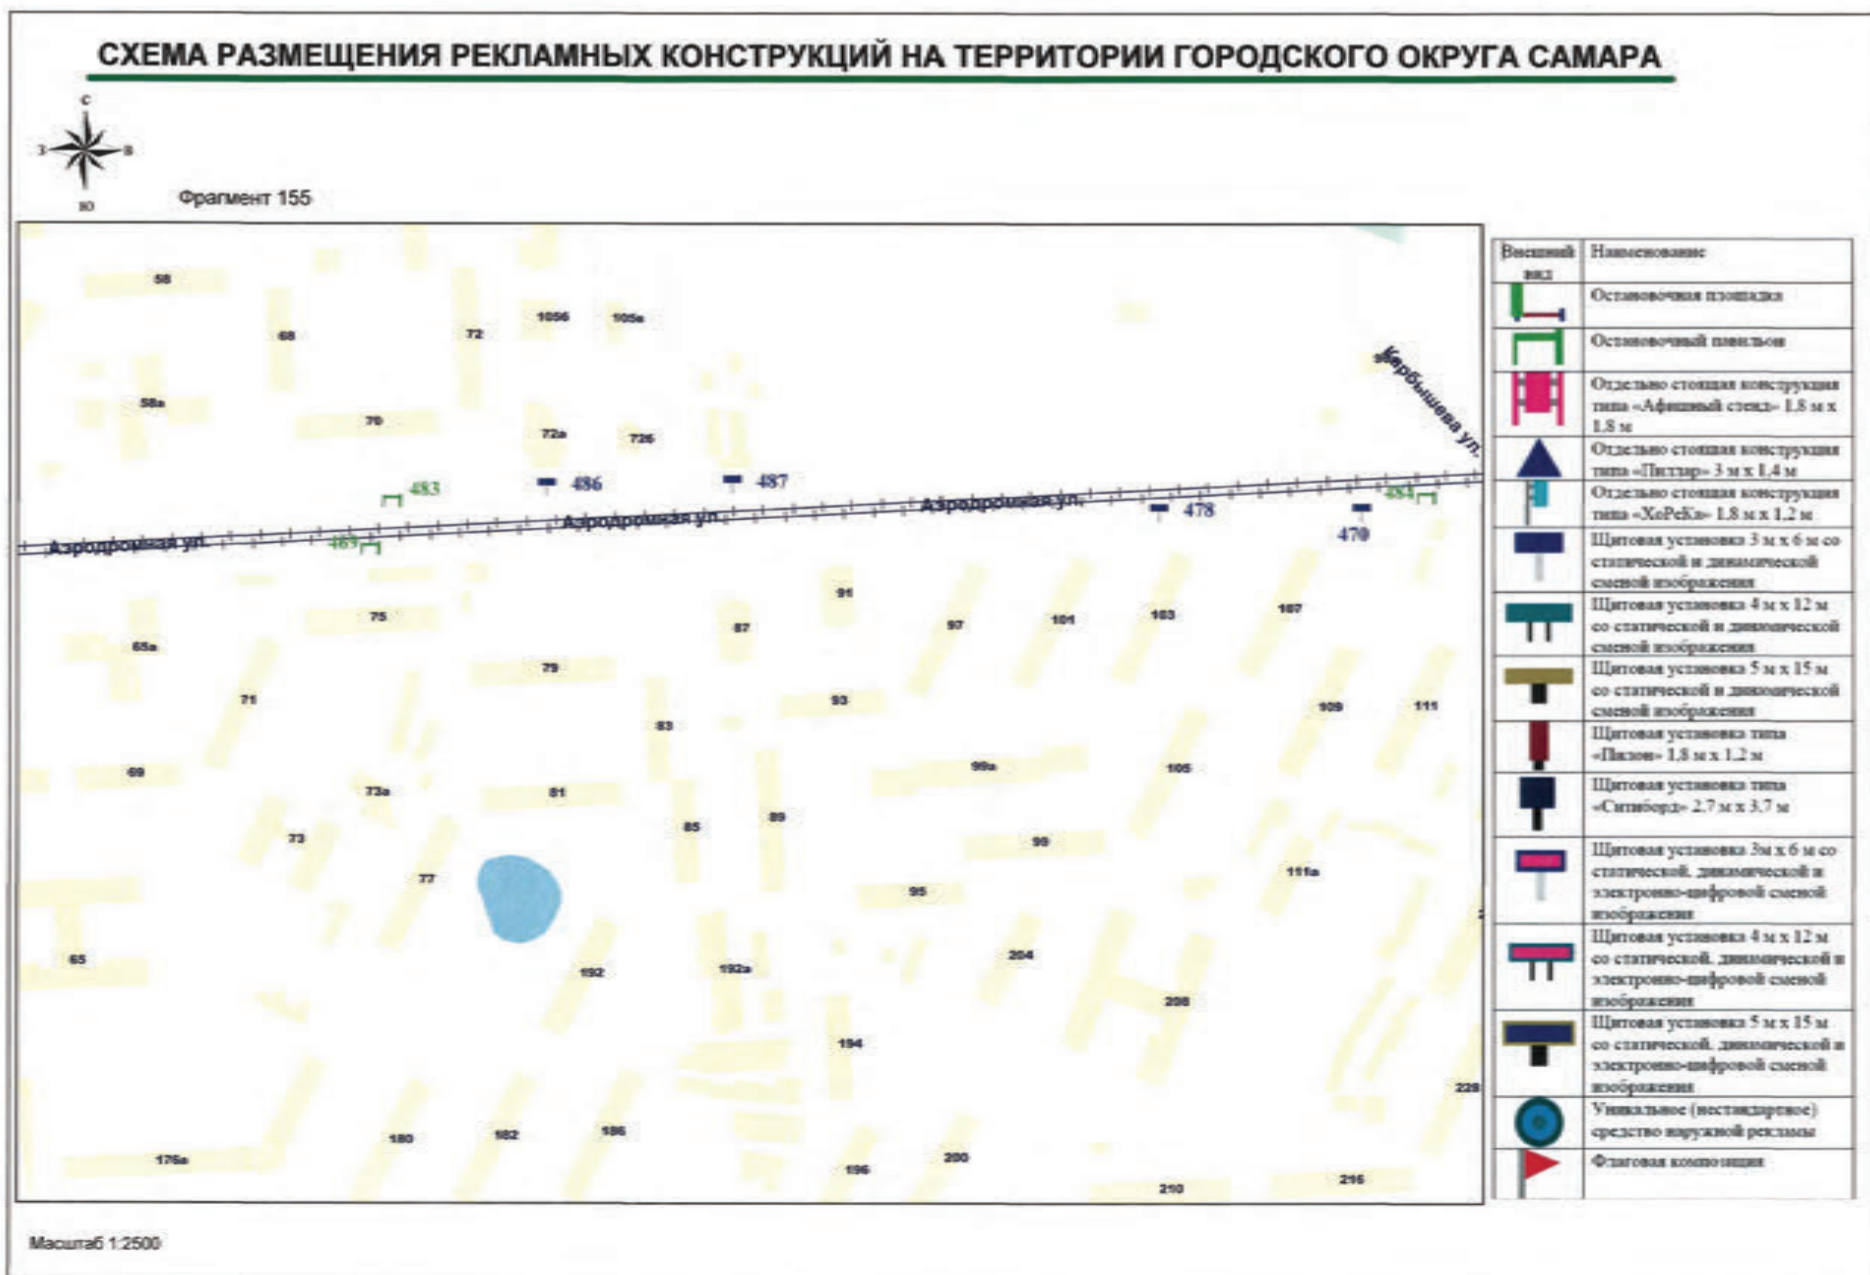 СХЕМА РАЗМЕЩЕНИЯ РЕКЛАМНЫХ КОНСТРУКЦИЙ НА ТЕРРИТОРИИ ГОРОДСКОГО ОКРУГА САМАРА
С
З
В
Ю
Фрагмент 155
58
68
72
105б
105в
58а
70
72а
72б
Карбышева ул.
483
486
487
484
Аэродромная ул.
469
Аэродромная ул.
Аэродромная ул.
478
470
91
75
87
97
101
103
107
65а
79
71
83
93
109
111
69
73а
81
99а
105
85
89
73
99
77
95
111а
65
192
192а
204
208
194
228
180
182
186
176а
196
200
210
216
Внешний вид
Наименование
Остановочная площадка
Остановочный павильон
Отдельно стоящая конструкция
типа «Афишный стенд» 1,8 м х
1,8 м
Отдельно стоящая конструкция
типа «Пиллар» 3 м х 1,4 м
Отдельно стоящая конструкция
типа «ХоРеКа» 1,8 м х 1,2 м
Щитовая установка 3 м х 6 м со
статической и динамической
сменой изображения
Щитовая установка 4 м х 12 м
со статической и динамической
сменой изображения
Щитовая установка 5 м х 15 м
со статической и динамической
сменой изображения
Щитовая установка типа
«Пилон» 1,8 м х 1,2 м
Щитовая установка типа
«Ситиборд» 2,7 м х 3,7 м
Щитовая установка 3м х 6 м со
статической, динамической и
электронно-цифровой сменой
изображения
Щитовая установка 4 м х 12 м
со статической, динамической и
электронно-цифровой сменой
изображения
Щитовая установка 5 м х 15 м
со статической, динамической и
электронно-цифровой сменой
изображения
Уникальное (нестандартное)
средство наружной рекламы
Флаговая композиция
Масштаб 1:2500